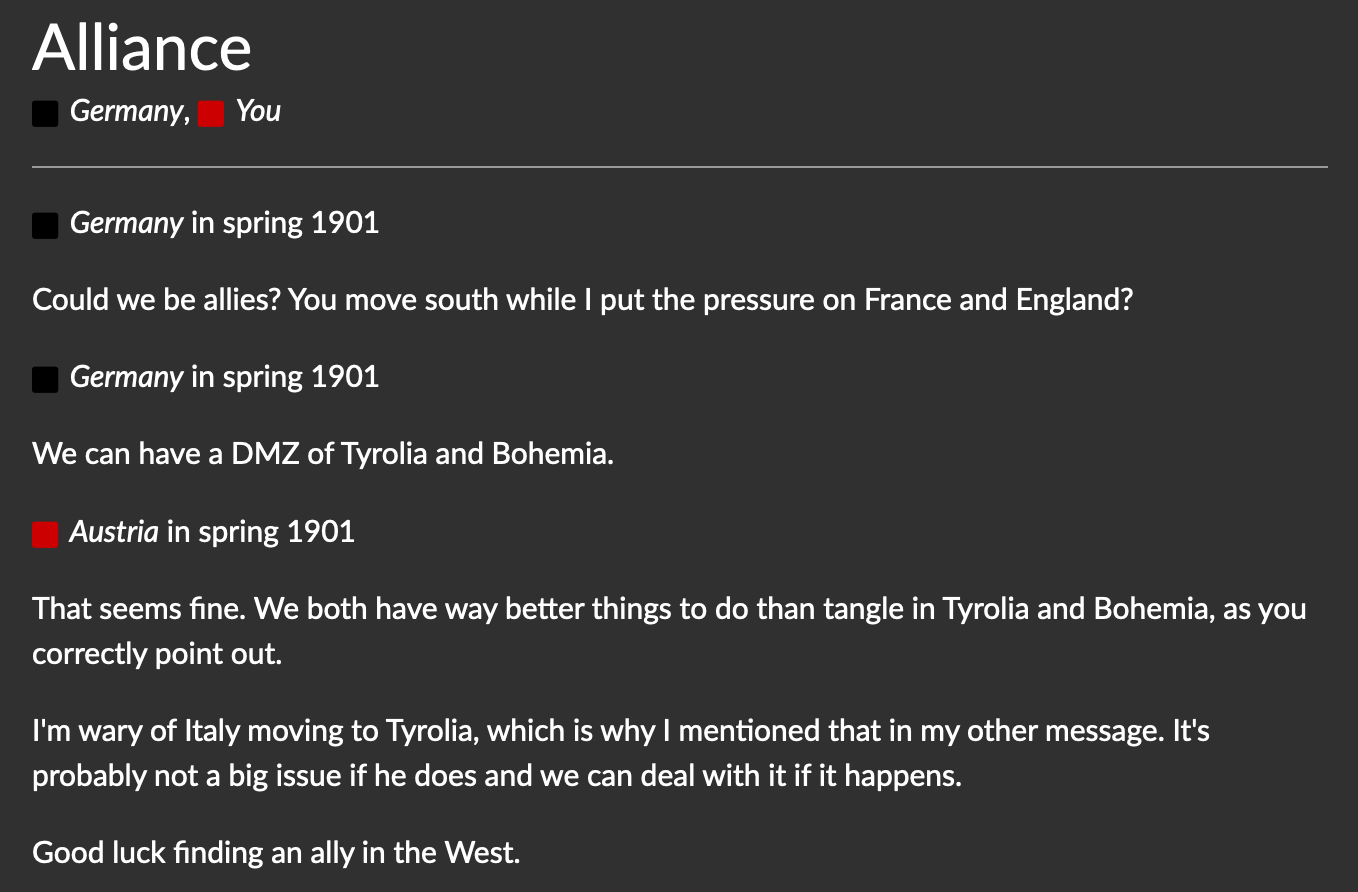 Alliance
Germany, You
Germany in spring 1901
Could we be allies? You move south while I put the pressure on France and England?
Germany in spring 1901
We can have a DMZ of Tyrolia and Bohemia.
Austria in spring 1901
That seems fine. We both have way better things to do than tangle in Tyrolia and Bohemia, as you
correctly point out.
I'm wary of Italy moving to Tyrolia, which is why I mentioned that in my other message. It's
probably not a big issue if he does and we can deal with it if it happens.
Good luck finding an ally in the West.